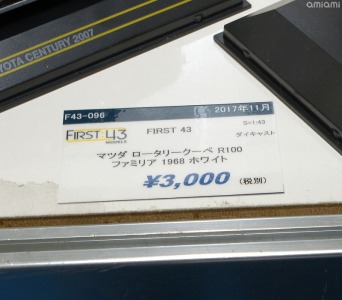 amiami
YOTA CENTURY 2007
F43-096
2017年11月
FIRST 43
MODELS
FIRST 43
S=1:43
ダイキャスト
マツダ ロータリークーペ R100
ファミリア 1968 ホワイト
¥3,000 (税別)